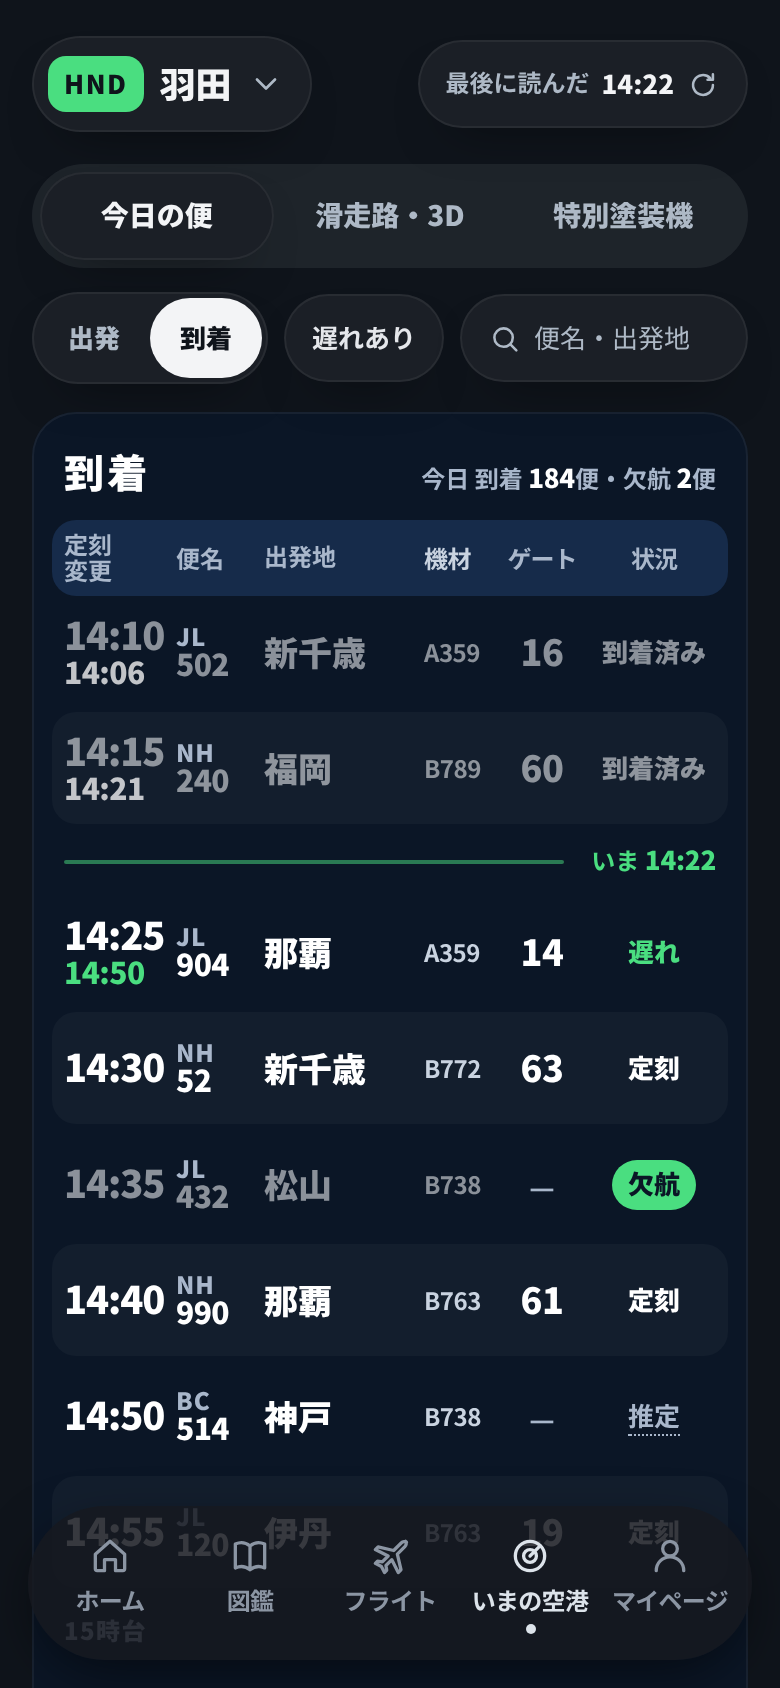 HND 羽田
最後に読んだ 14:22
今日の便 滑走路・3D 特別塗装機
出発 到着 遅れあり 便名・出発地
到着 今日 到着 184便・欠航 2便
定刻
変更 便名 出発地 機材 ゲート 状況
14:10 JL 新千歳 A359 16 到着済み
14:06 502
14:15 NH 福岡 B789 60 到着済み
14:21 240
いま 14:22
14:25 JL 那覇 A359 14 遅れ
14:50 904
14:30 NH 新千歳 B772 63 定刻
52
14:35 JL 松山 B738 — 欠航
432
14:40 NH 那覇 B763 61 定刻
990
14:50 BC 神戸 B738 — 推定
514
14:55 JL 伊丹 B763 19 定刻
120
ホーム 図鑑 フライト いまの空港 マイページ
15時台